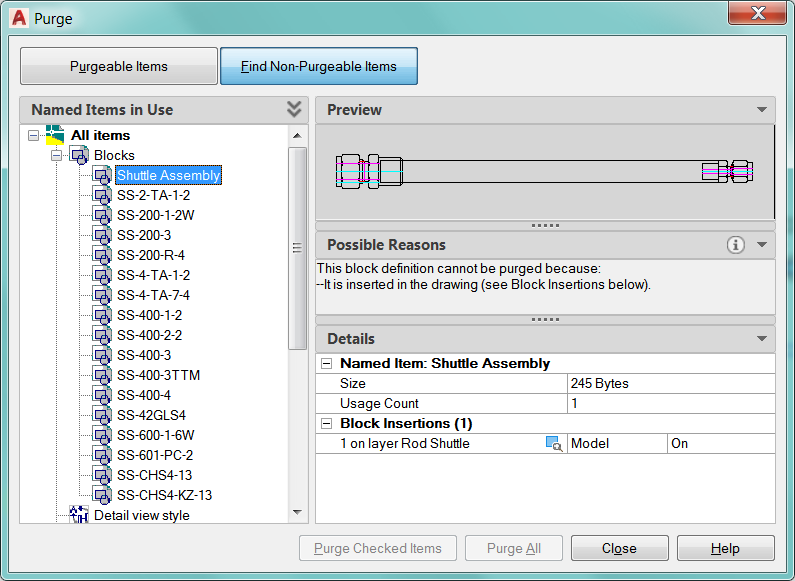 Purge
Purgeable Items
Find Non-Purgeable Items
Named Items in Use
All items
Blocks
Shuttle Assembly
SS-2-TA-1-2
SS-200-1-2W
SS-200-3
SS-200-R-4
SS-4-TA-1-2
SS-4-TA-7-4
SS-400-1-2
SS-400-2-2
SS-400-3
SS-400-3TTM
SS-400-4
SS-42GLS4
SS-600-1-6W
SS-601-PC-2
SS-CHS4-13
SS-CHS4-KZ-13
Detail view style
Preview
Possible Reasons
This block definition cannot be purged because:
--It is inserted in the drawing (see Block Insertions below).
Details
Named Item: Shuttle Assembly
Size 245 Bytes
Usage Count 1
Block Insertions (1)
1 on layer Rod Shuttle Model On
Purge Checked Items
Purge All
Close
Help